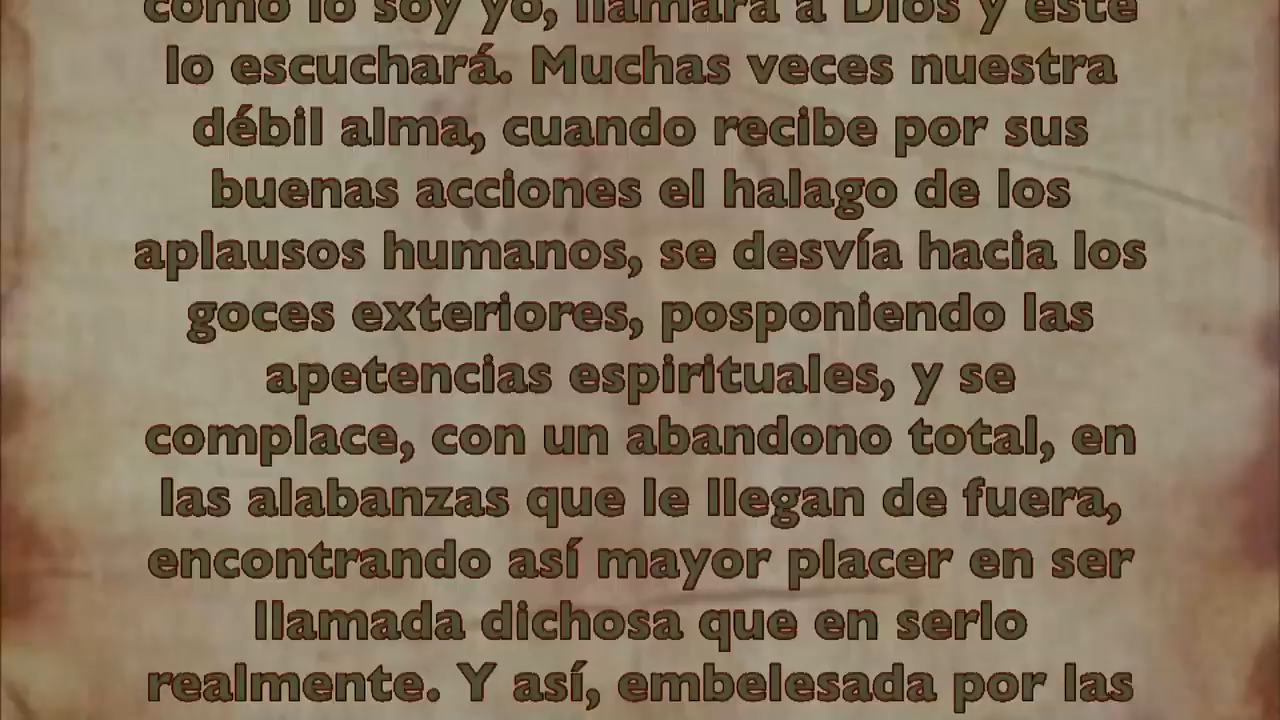 como lo soy yo, llamará a Dios y éste
lo escuchará. Muchas veces nuestra
débil alma, cuando recibe por sus
buenas acciones el halago de los
aplausos humanos, se desvía hacia los
goces exteriores, posponiendo las
apetencias espirituales, y se
complace, con un abandono total, en
las alabanzas que le llegan de fuera,
encontrando así mayor placer en ser
llamada dichosa que en serlo
realmente. Y así, embelesada por las